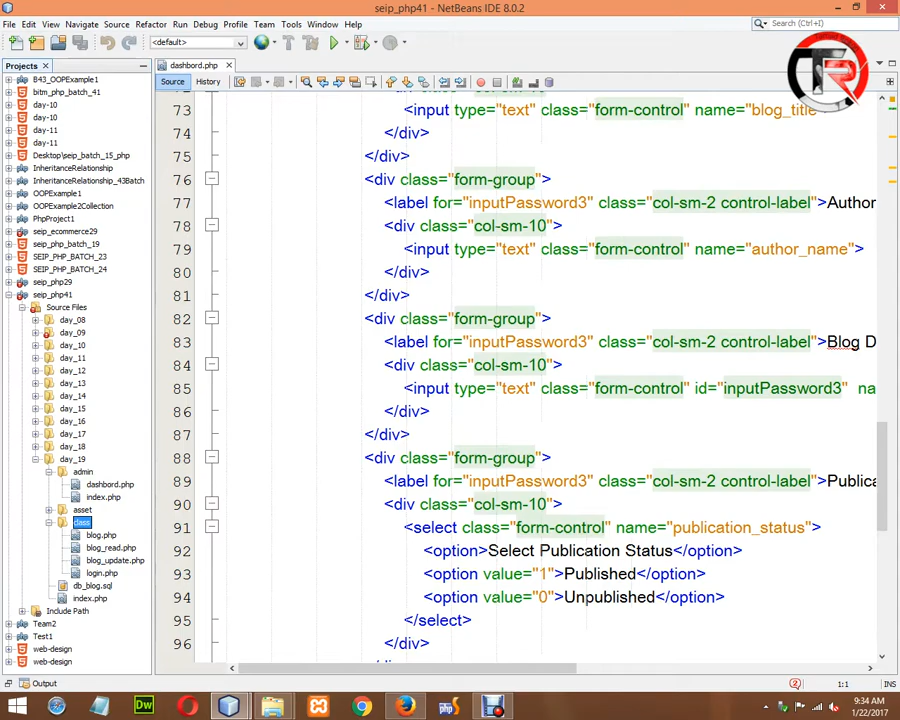 seip_php41 - NetBeans IDE 8.0.2
File Edit View Navigate Source Refactor Run Debug Profile Team Tools Window Help
Search (Ctrl+I)
<default>
TR
Projects
dashbord.php
Source History
B43_OOPExample1
bitm_php_batch_41
day-10
day-10
day-11
day-11
Desktop\seip_batch_15_php
InheritanceRelationship
InheritanceRelationship_43Batch
OOPExample1
OOPExample2Collection
PhpProject1
seip_ecommerce29
seip_php_batch_19
SEIP_PHP_BATCH_23
SEIP_PHP_BATCH_24
seip_php29
seip_php41
Source Files
day_08
day_09
day_10
day_11
day_12
day_13
day_14
day_15
day_16
day_17
day_18
day_19
admin
dashbord.php
index.php
asset
class
blog.php
blog_read.php
blog_update.php
login.php
db_blog.sql
index.php
Include Path
Team2
Test1
web-design
web-design
73 <input type="text" class="form-control" name="blog_title"
74 </div>
75 </div>
76 <div class="form-group">
77 <label for="inputPassword3" class="col-sm-2 control-label">Author
78 <div class="col-sm-10">
79 <input type="text" class="form-control" name="author_name">
80 </div>
81 </div>
82 <div class="form-group">
83 <label for="inputPassword3" class="col-sm-2 control-label">Blog D
84 <div class="col-sm-10">
85 <input type="text" class="form-control" id="inputPassword3" na
86 </div>
87 </div>
88 <div class="form-group">
89 <label for="inputPassword3" class="col-sm-2 control-label">Publica
90 <div class="col-sm-10">
91 <select class="form-control" name="publication_status">
92 <option>Select Publication Status</option>
93 <option value="1">Published</option>
94 <option value="0">Unpublished</option>
95 </select>
96 </div>
Output
2 1:1 INS
Dw
php
9:34 AM
1/22/2017